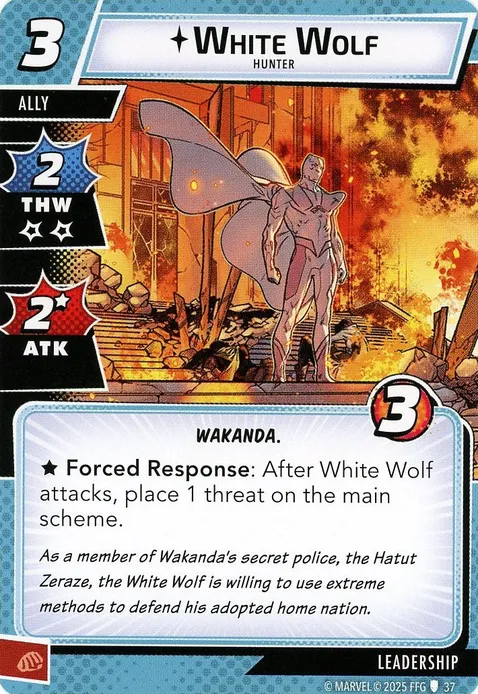 3
White Wolf
HUNTER
ALLY
2
THW
2★
ATK
3
WAKANDA.
★ Forced Response: After White Wolf
attacks, place 1 threat on the main
scheme.
As a member of Wakanda's secret police, the Hatut
Zeraze, the White Wolf is willing to use extreme
methods to defend his adopted home nation.
LEADERSHIP
© MARVEL © 2025 FFG 37